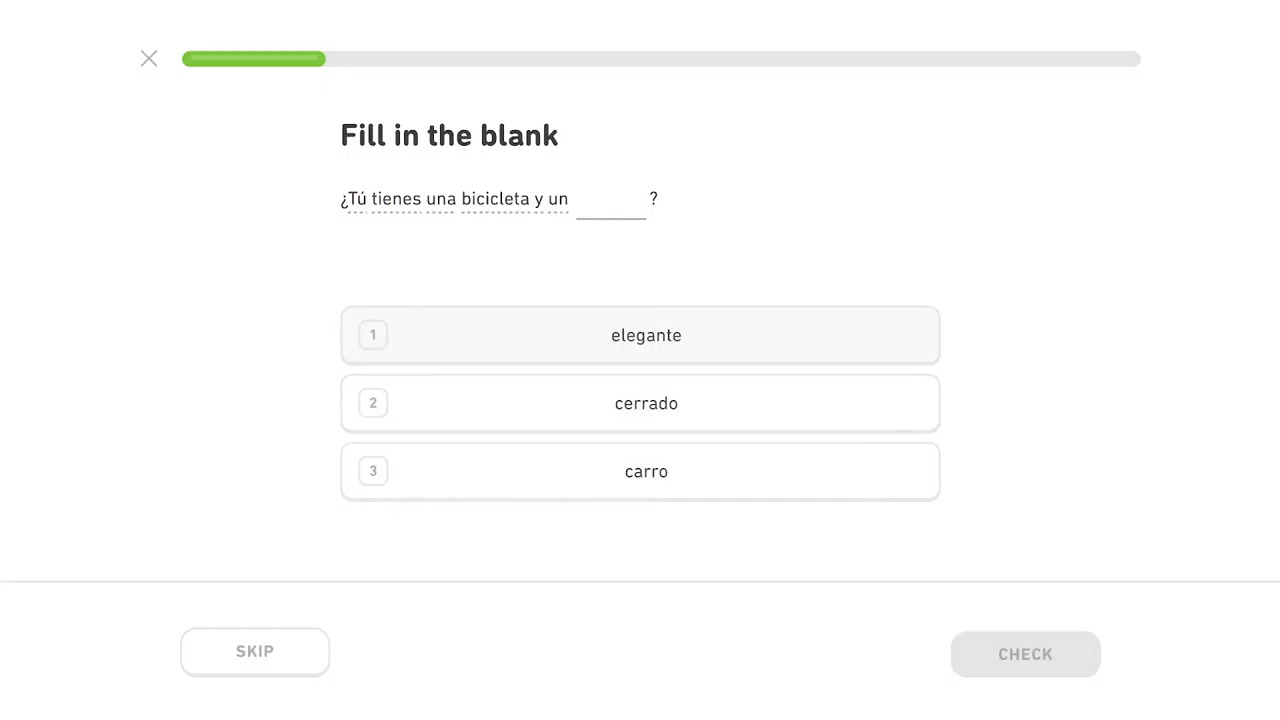 Fill in the blank
¿Tú tienes una bicicleta y un ?
1 elegante
2 cerrado
3 carro
SKIP CHECK